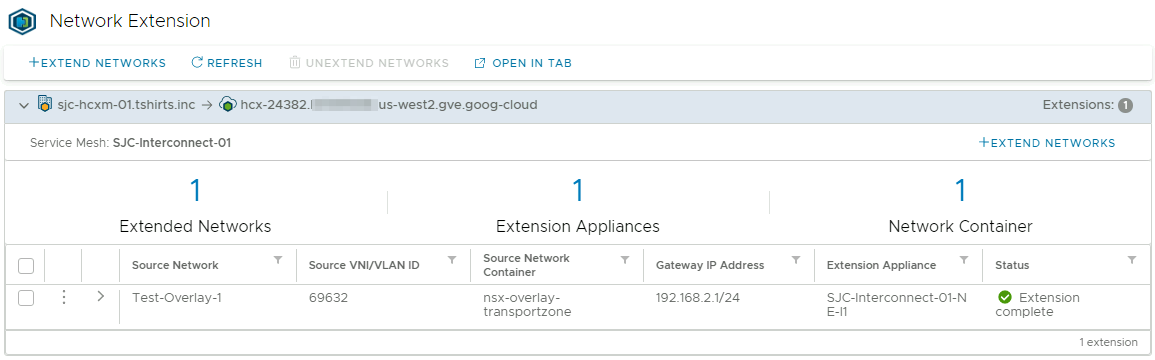 Network Extension
+EXTEND NETWORKS REFRESH UNEXTEND NETWORKS OPEN IN TAB
sjc-hcxm-01.tshirts.inc → hcx-24382. us-west2.gve.goog-cloud Extensions: 1
Service Mesh: SJC-Interconnect-01 +EXTEND NETWORKS
1 1 1
Extended Networks Extension Appliances Network Container
Source Network Source VNI/VLAN ID Source Network Container Gateway IP Address Extension Appliance Status
Test-Overlay-1 69632 nsx-overlay- 192.168.2.1/24 SJC-Interconnect-01-N Extension
transportzone E-I1 complete
1 extension